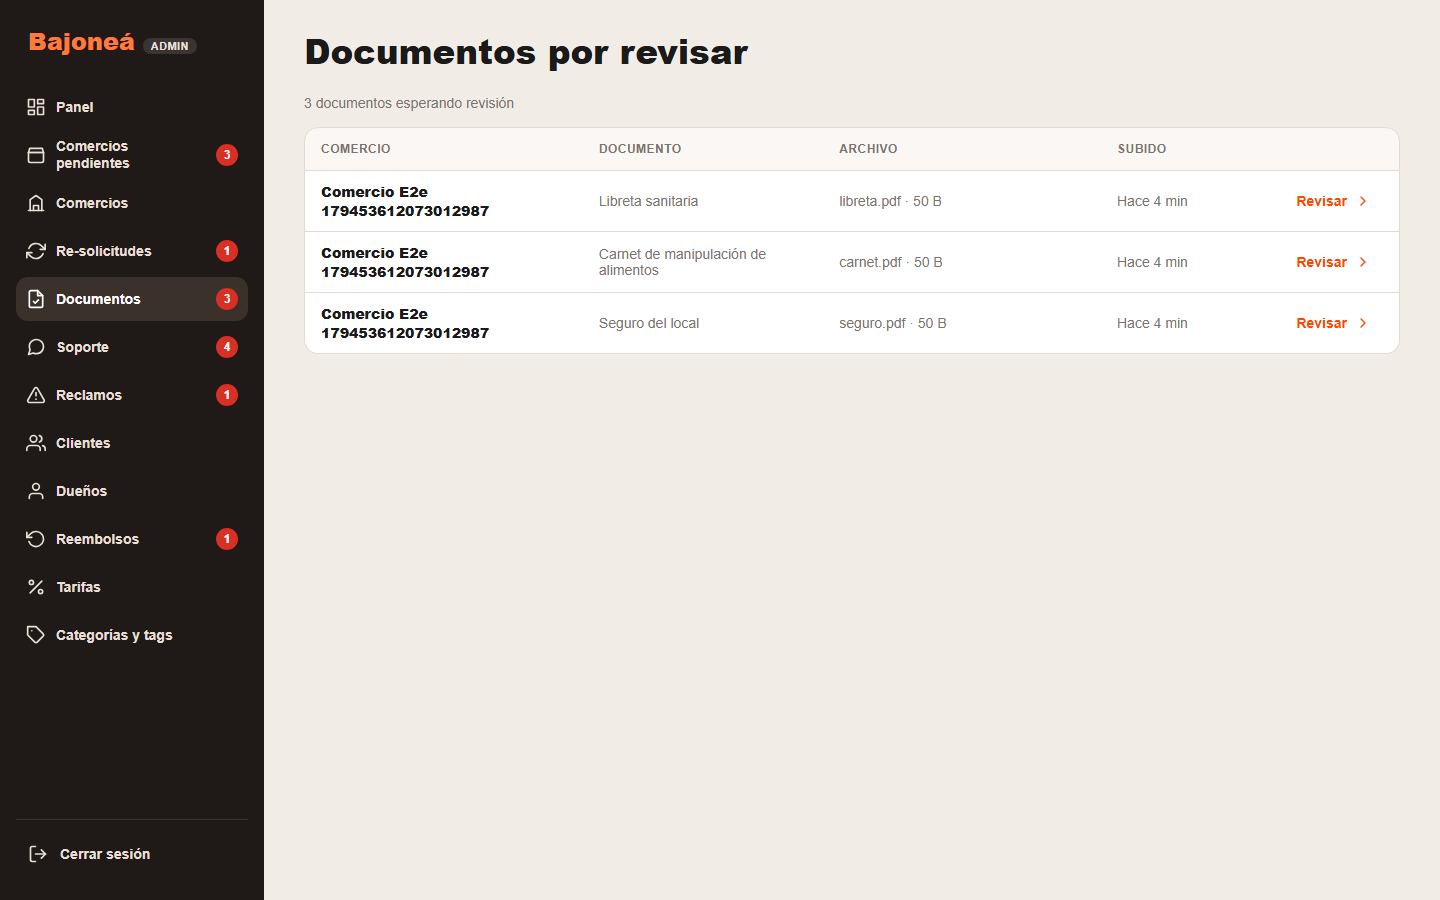 Bajoneá ADMIN
Panel
Comercios
pendientes
3
Comercios
Re-solicitudes 1
Documentos 3
Soporte 4
Reclamos 1
Clientes
Dueños
Reembolsos 1
Tarifas
Categorías y tags
Cerrar sesión
Documentos por revisar
3 documentos esperando revisión
COMERCIO DOCUMENTO ARCHIVO SUBIDO
Comercio E2e
179453612073012987
Libreta sanitaria
libreta.pdf · 50 B
Hace 4 min
Revisar
Comercio E2e
179453612073012987
Carnet de manipulación de
alimentos
carnet.pdf · 50 B
Hace 4 min
Revisar
Comercio E2e
179453612073012987
Seguro del local
seguro.pdf · 50 B
Hace 4 min
Revisar